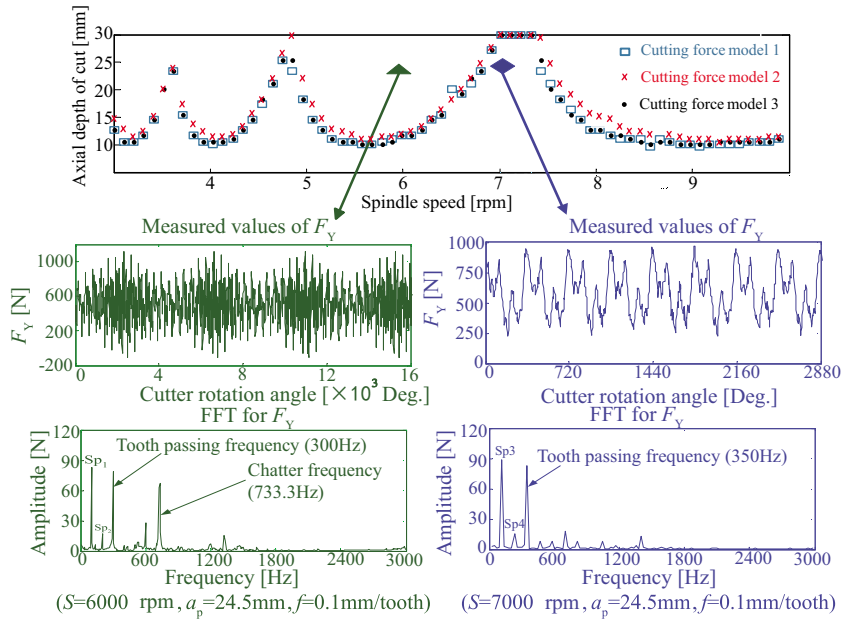 Axial depth of cut [mm]
30
25
20
15
10
Cutting force model 1
Cutting force model 2
Cutting force model 3
4 5 6 7 8 9
Spindle speed [rpm]
Measured values of F_Y
F_Y [N]
1000
600
200
-200
0 4 8 12 16
Cutter rotation angle [×10³ Deg.]
Measured values of F_Y
F_Y [N]
1000
750
500
250
0
0 720 1440 2160 2880
Cutter rotation angle [Deg.]
FFT for F_Y
Amplitude [N]
120
90
60
30
0
Sp₁
Sp₂
Tooth passing frequency (300Hz)
Chatter frequency
(733.3Hz)
0 600 1200 1800 2400 3000
Frequency [Hz]
(S=6000 rpm, a_p=24.5mm, f=0.1mm/tooth)
FFT for F_Y
Amplitude [N]
120
90
60
30
0
Sp3
Sp4
Tooth passing frequency (350Hz)
0 600 1200 1800 2400 3000
Frequency [Hz]
(S=7000 rpm, a_p=24.5mm, f=0.1mm/tooth)